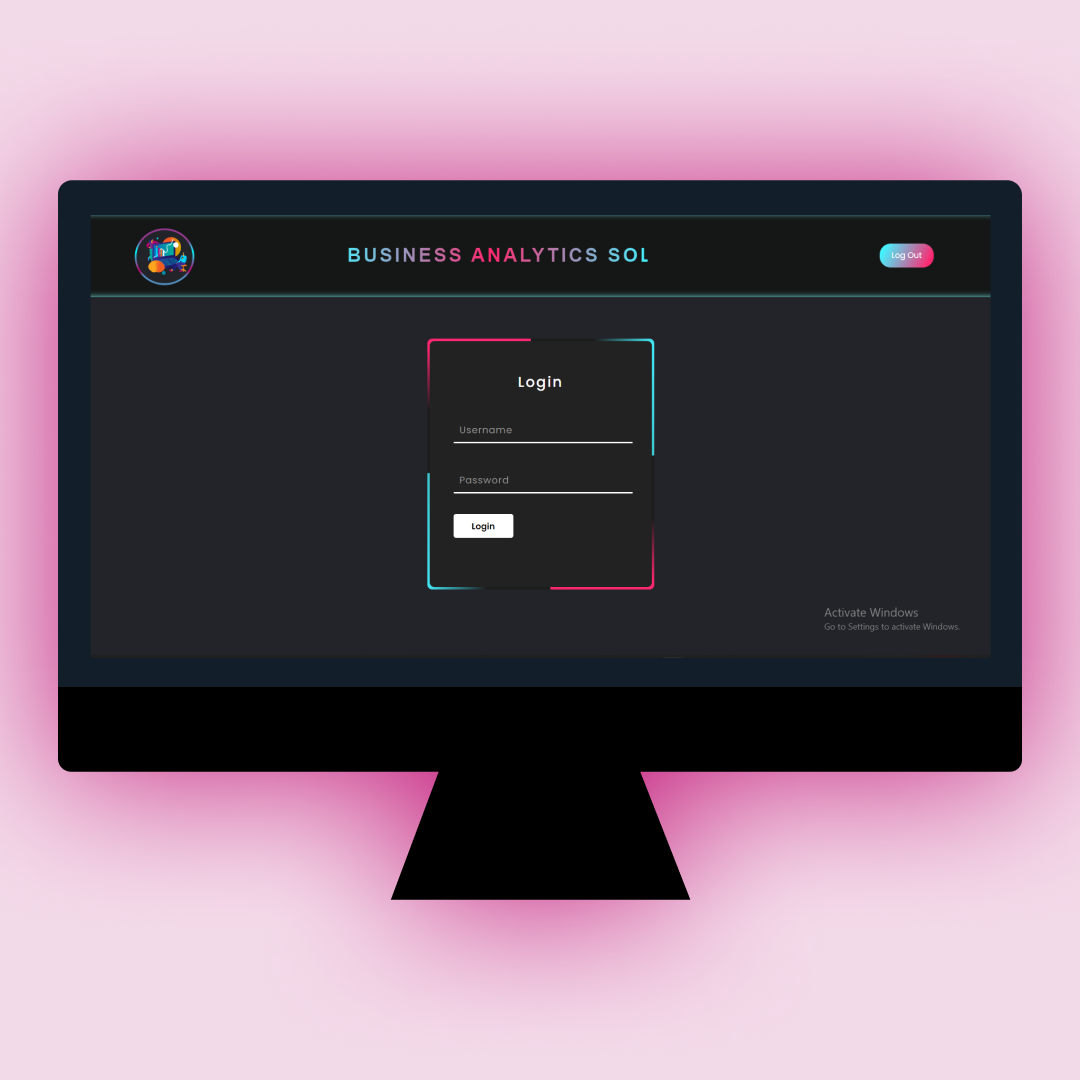 BUSINESS ANALYTICS SOL
Log Out
Login
Username
Password
Login
Activate Windows
Go to Settings to activate Windows.